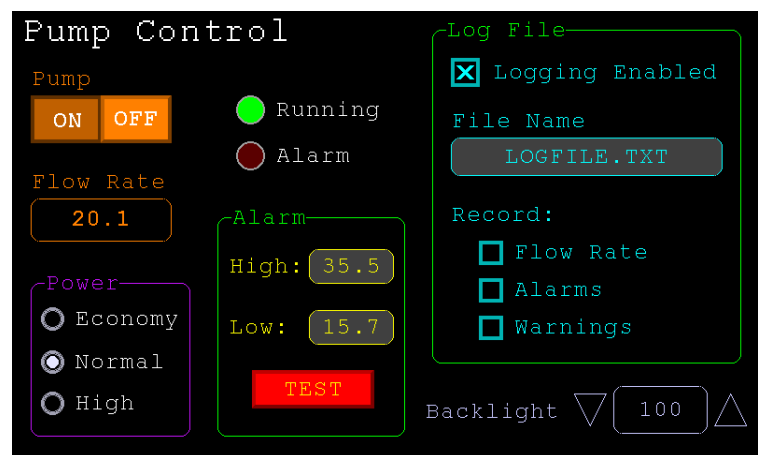 Pump Control
Pump
ON OFF
Running
Alarm
Flow Rate
20.1
Power
Economy
Normal
High
Alarm
High: 35.5
Low: 15.7
TEST
Log File
Logging Enabled
File Name
LOGFILE.TXT
Record:
Flow Rate
Alarms
Warnings
Backlight 100